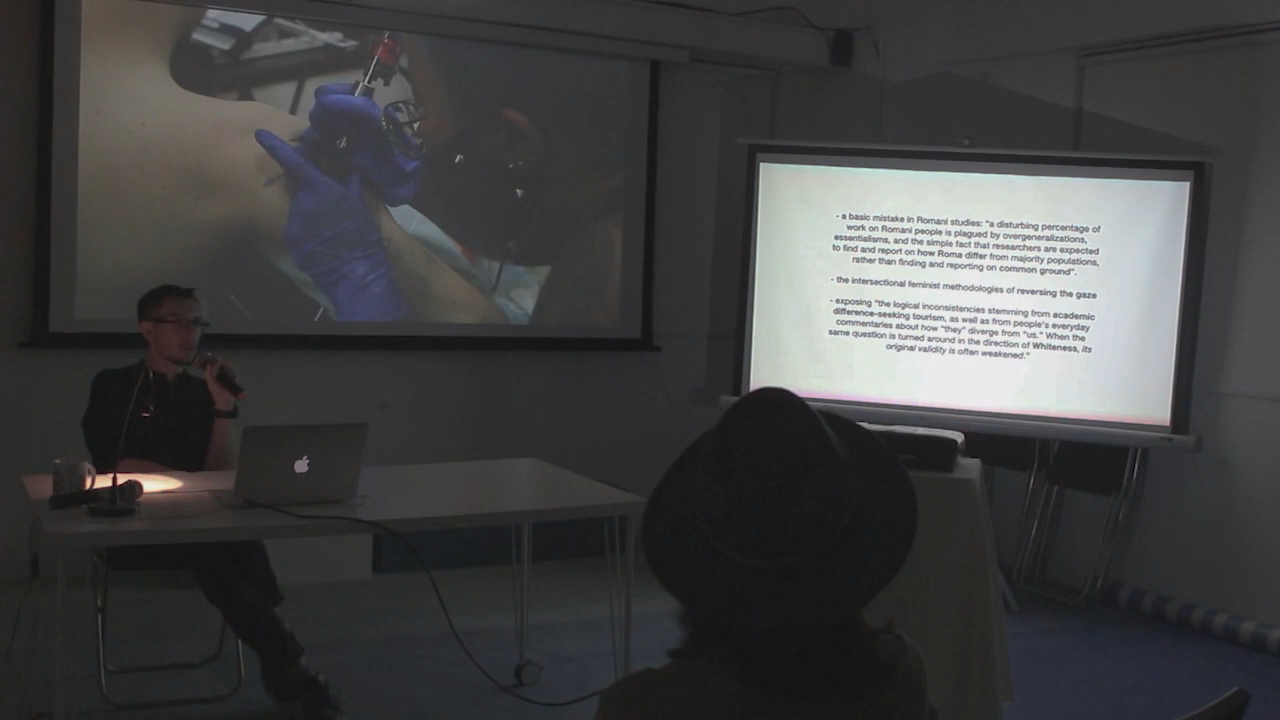 - a basic mistake in Romani studies: "a disturbing percentage of
work on Romani people is plagued by overgeneralizations,
essentialisms, and the simple fact that researchers are expected
to find and report on how Roma differ from majority populations,
rather than finding and reporting on common ground".
- the intersectional feminist methodologies of reversing the gaze
- exposing "the logical inconsistencies stemming from academic
difference-seeking tourism, as well as from people's everyday
commentaries about how "they" diverge from "us." When the
same question is turned around in the direction of Whiteness, its
original validity is often weakened."